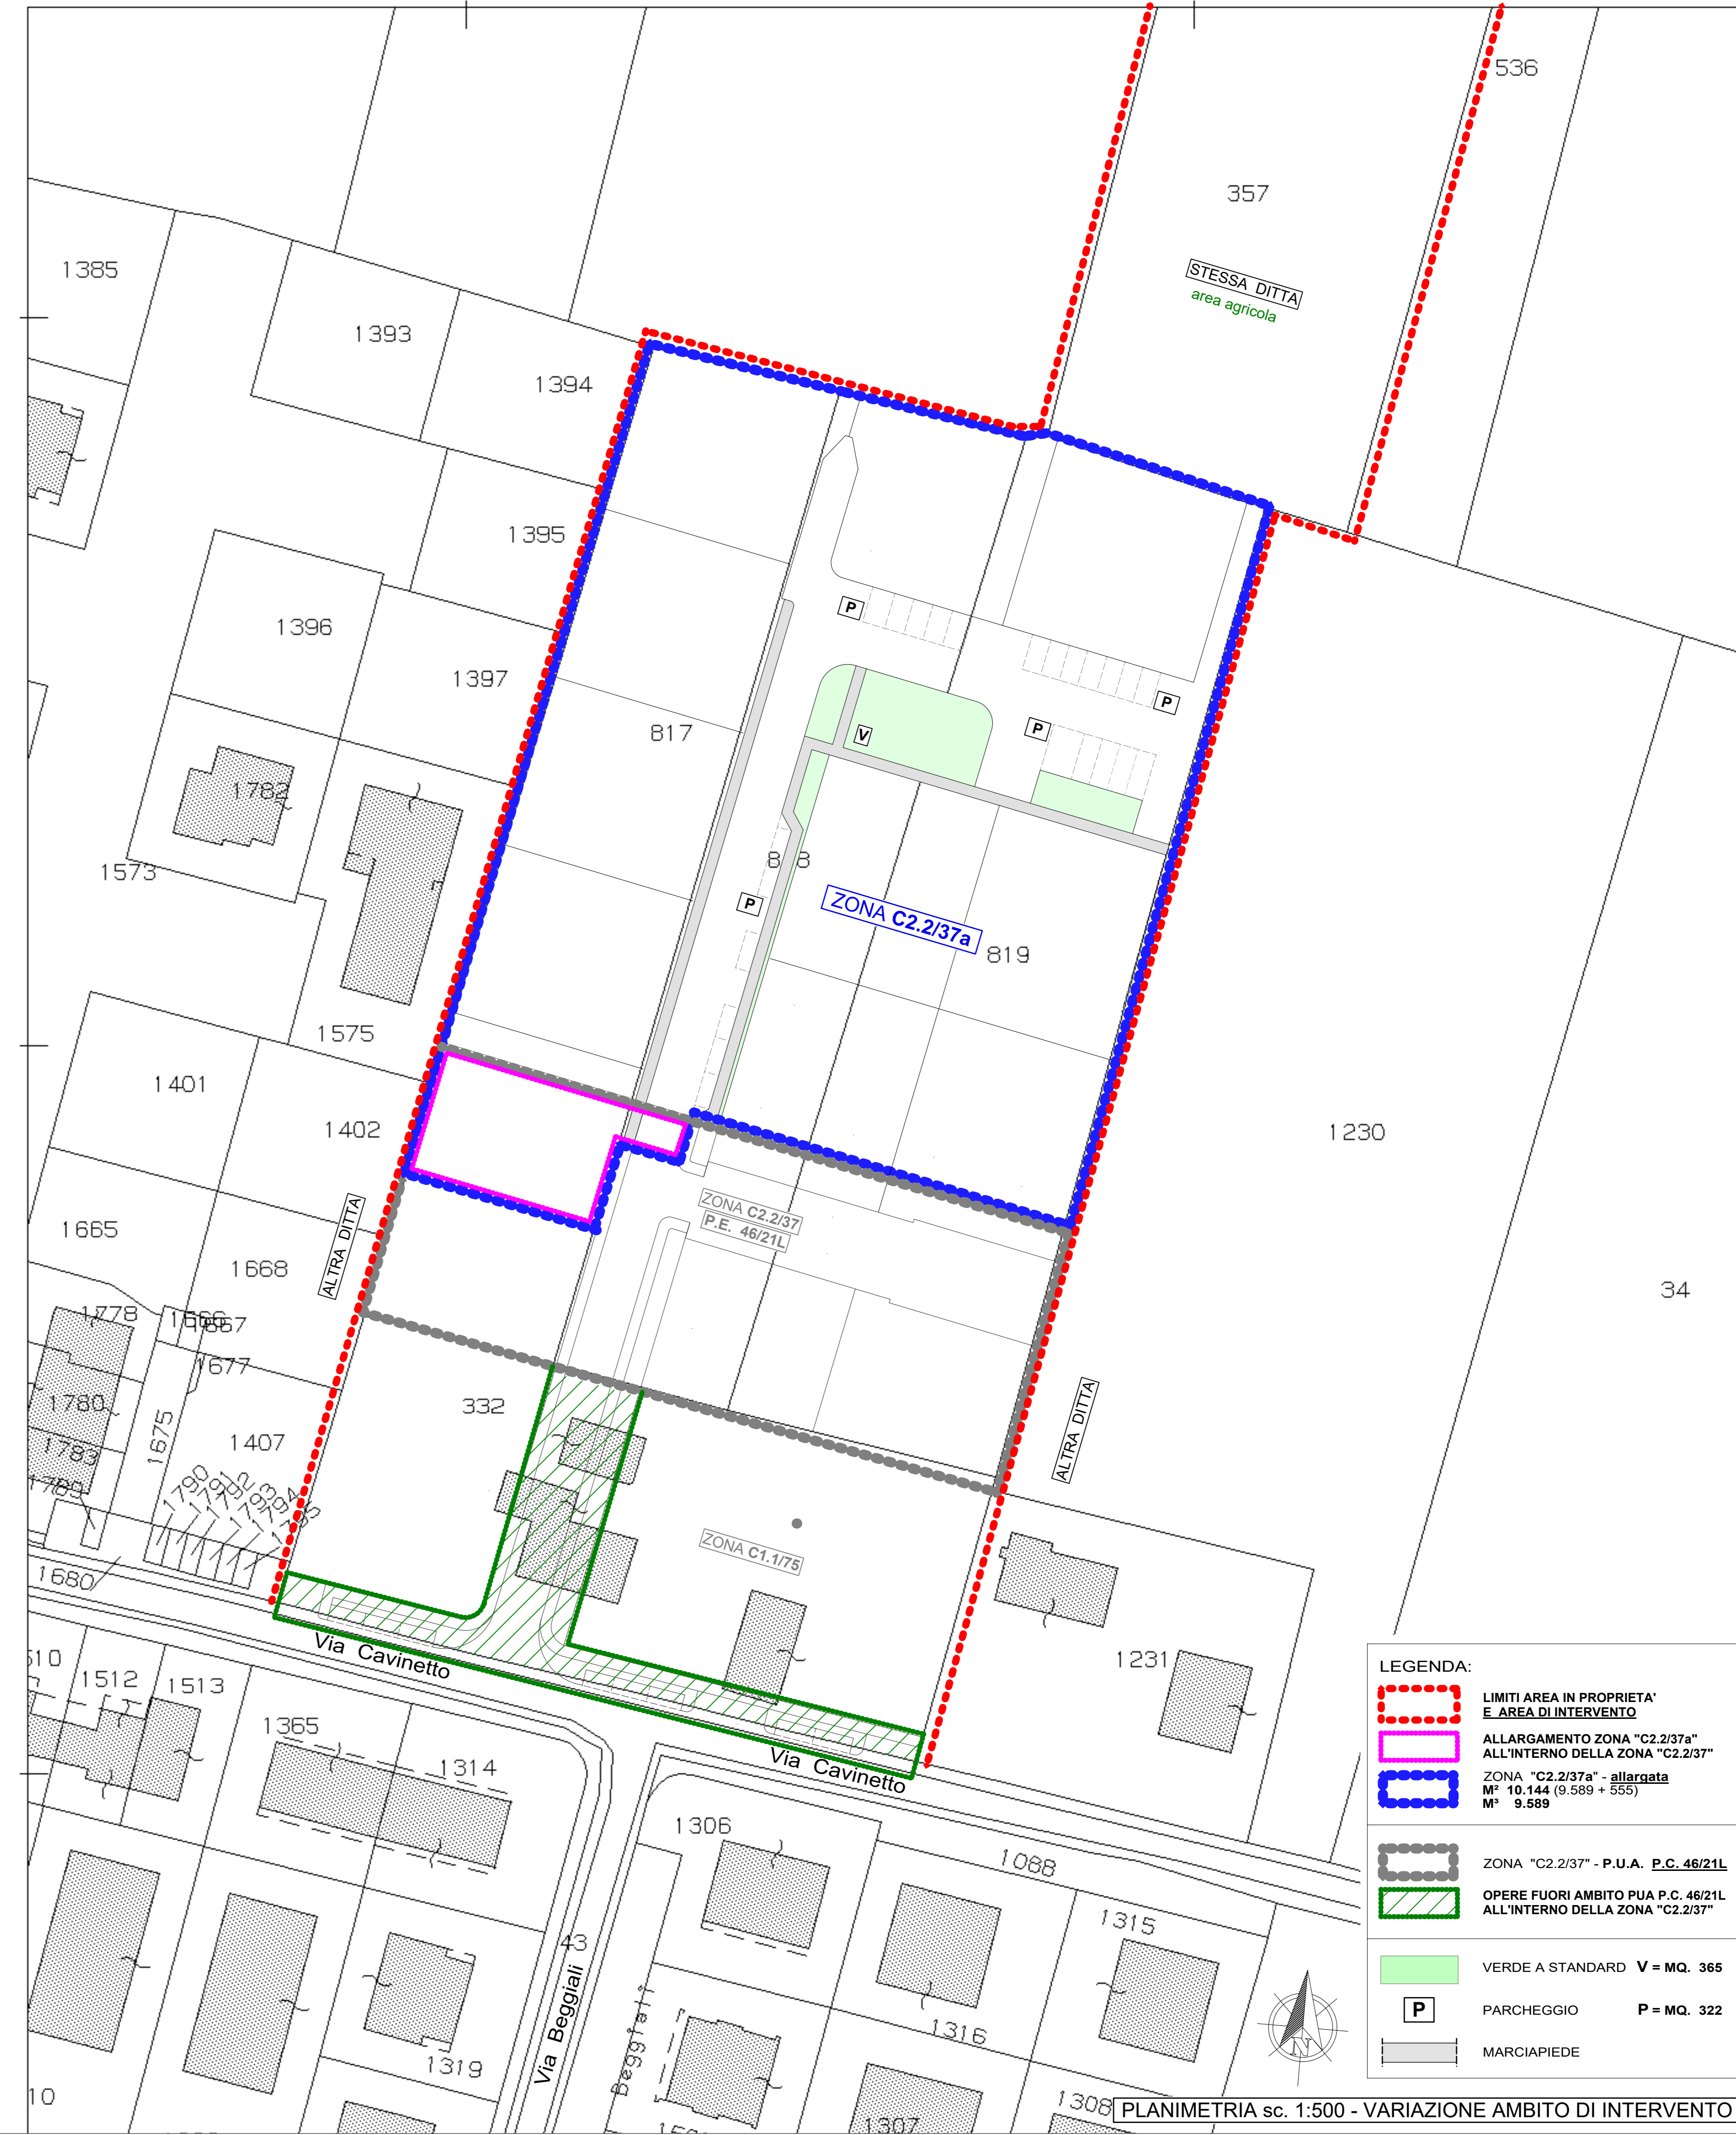 536
357
STESSA DITTA
area agricola
1385
1393
1394
1395
1396
1397
P
817
P
P
V
1782
1573
P
ZONA C2.2/37a
819
1575
1401
1402
1230
ZONA C2.2/37
P.E. 46/21L
ALTRA DITTA
1665
1668
34
1778
1667
1677
1780
332
1675
1407
ALTRA DITTA
1783
1789
1790
1791
ZONA C1.1/75
1680
Via Cavinetto
1231
1512
1513
1365
1314
Via Cavinetto
1306
1088
1315
43
Via Beggiali
Beggiali
1316
1319
10
1308
1307
N
LEGENDA:
LIMITI AREA IN PROPRIETA'
E AREA DI INTERVENTO
ALLARGAMENTO ZONA "C2.2/37a"
ALL'INTERNO DELLA ZONA "C2.2/37"
ZONA "C2.2/37a" - allargata
M² 10.144 (9.589 + 555)
M³ 9.589
ZONA "C2.2/37" - P.U.A. P.C. 46/21L
OPERE FUORI AMBITO PUA P.C. 46/21L
ALL'INTERNO DELLA ZONA "C2.2/37"
VERDE A STANDARD V = MQ. 365
P PARCHEGGIO P = MQ. 322
MARCIAPIEDE
PLANIMETRIA sc. 1:500 - VARIAZIONE AMBITO DI INTERVENTO